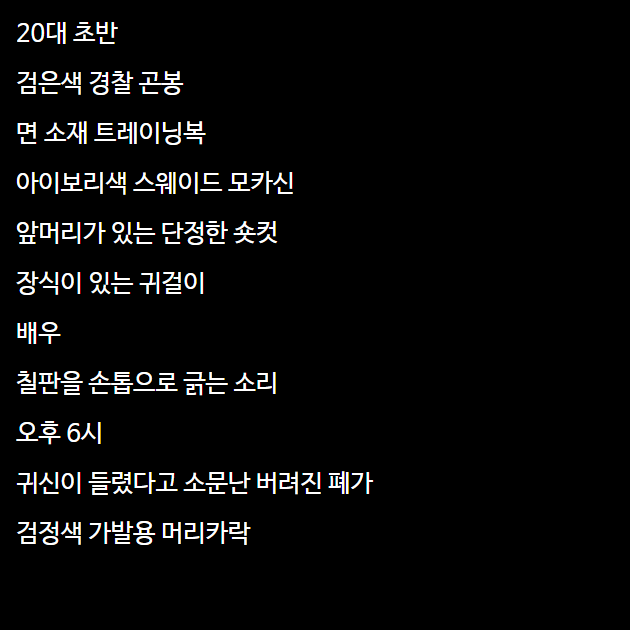 20대 초반
검은색 경찰 곤봉
면 소재 트레이닝복
아이보리색 스웨이드 모카신
앞머리가 있는 단정한 숏컷
장식이 있는 귀걸이
배우
칠판을 손톱으로 긁는 소리
오후 6시
귀신이 들렸다고 소문난 버려진 폐가
검정색 가발용 머리카락